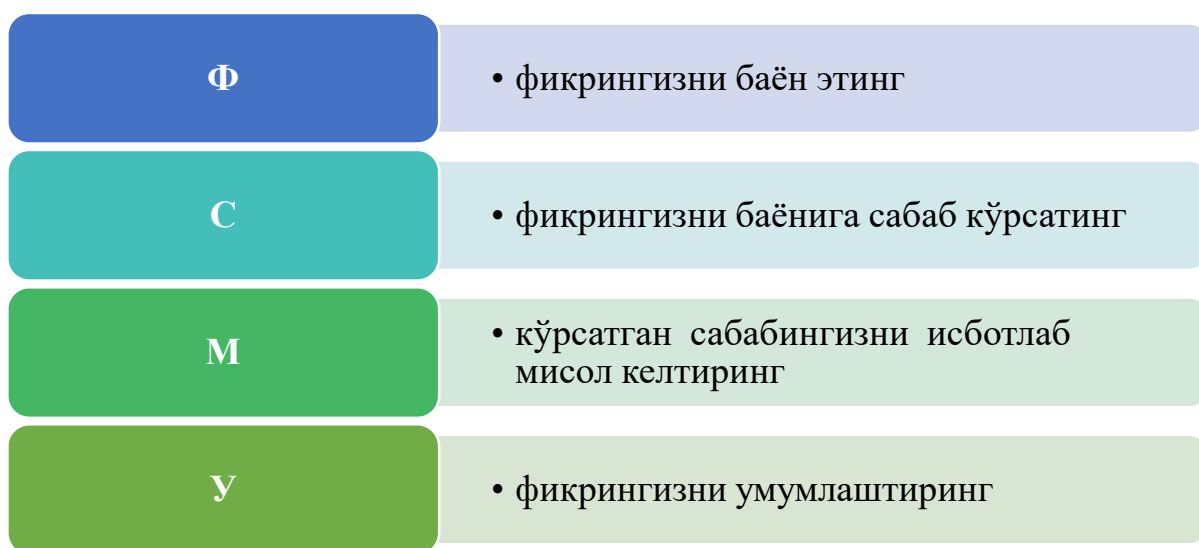 Ф
• фикрингизни баён этинг
С
• фикрингизни баёнига сабаб кўрсатинг
М
• кўрсатган сабабингизни исботлаб
мисол келтиринг
У
• фикрингизни умумлаштиринг